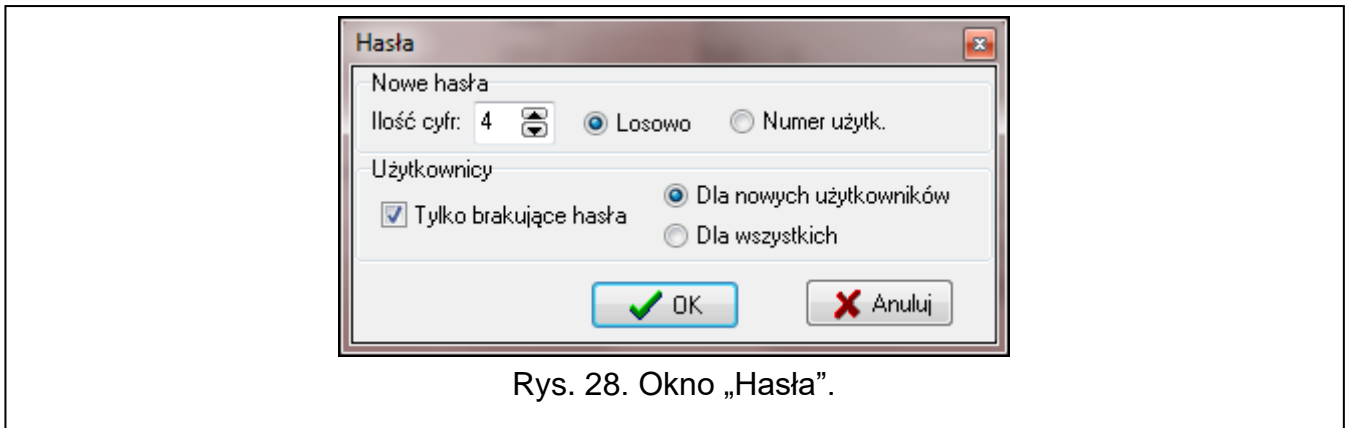 Hasła
Nowe hasła
Ilość cyfr: 4 Losowo Numer użytk.
Użytkownicy
Dla nowych użytkowników
Tylko brakujące hasła
Dla wszystkich
OK Anuluj
Rys. 28. Okno „Hasła”.